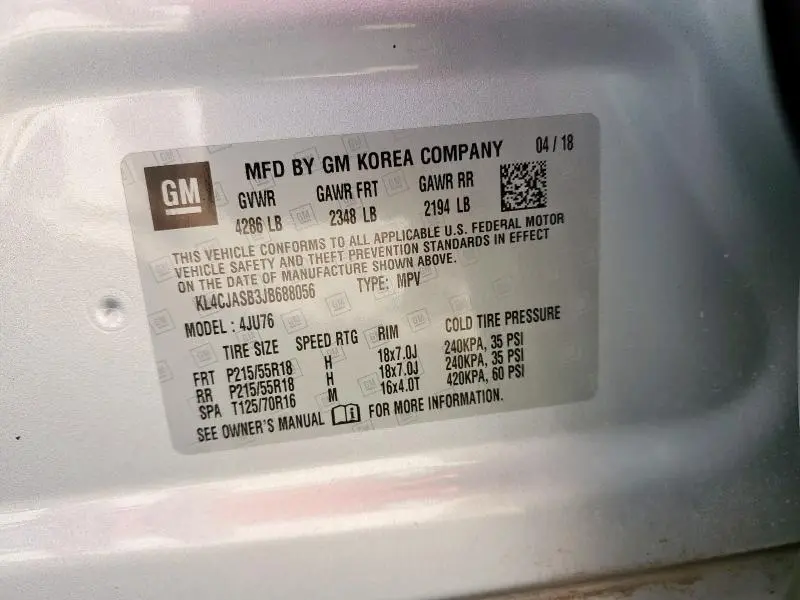 GM
MFD BY GM KOREA COMPANY 04 / 18
GVWR GAWR FRT GAWR RR
4286 LB 2348 LB 2194 LB
THIS VEHICLE CONFORMS TO ALL APPLICABLE U.S. FEDERAL MOTOR
VEHICLE SAFETY AND THEFT PREVENTION STANDARDS IN EFFECT
ON THE DATE OF MANUFACTURE SHOWN ABOVE.
KL4CJASB3JB688056 TYPE: MPV
MODEL : 4JU76
TIRE SIZE SPEED RTG RIM COLD TIRE PRESSURE
FRT P215/55R18 H 18x7.0J 240KPA, 35 PSI
RR P215/55R18 H 18x7.0J 240KPA, 35 PSI
SPA T125/70R16 M 16x4.0T 420KPA, 60 PSI
SEE OWNER'S MANUAL FOR MORE INFORMATION.